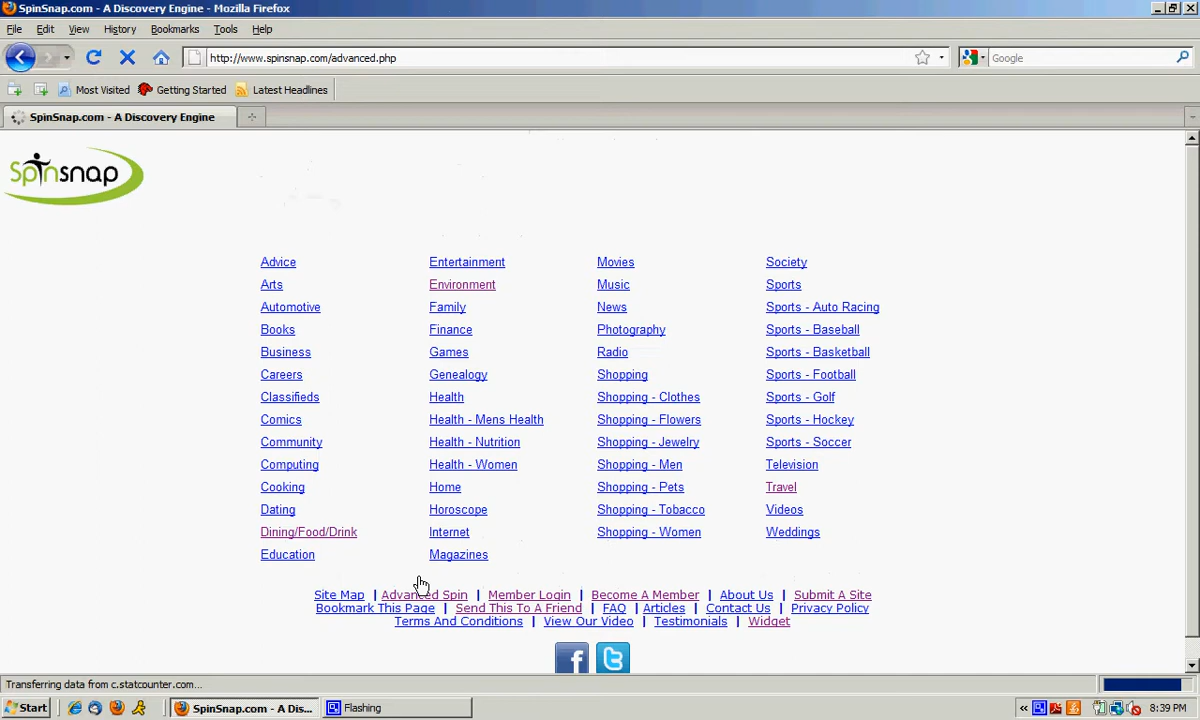 SpinSnap.com - A Discovery Engine - Mozilla Firefox
File Edit View History Bookmarks Tools Help
http://www.spinsnap.com/advanced.php Google
Most Visited Getting Started Latest Headlines
SpinSnap.com - A Discovery Engine
Spinsnap
Advice Entertainment Movies Society
Arts Environment Music Sports
Automotive Family News Sports - Auto Racing
Books Finance Photography Sports - Baseball
Business Games Radio Sports - Basketball
Careers Genealogy Shopping Sports - Football
Classifieds Health Shopping - Clothes Sports - Golf
Comics Health - Mens Health Shopping - Flowers Sports - Hockey
Community Health - Nutrition Shopping - Jewelry Sports - Soccer
Computing Health - Women Shopping - Men Television
Cooking Home Shopping - Pets Travel
Dating Horoscope Shopping - Tobacco Videos
Dining/Food/Drink Internet Shopping - Women Weddings
Education Magazines
Site Map | Advanced Spin | Member Login | Become A Member | About Us | Submit A Site
Bookmark This Page | Send This To A Friend | FAQ | Articles | Contact Us | Privacy Policy
Terms And Conditions | View Our Video | Testimonials | Widget
Transferring data from c.statcounter.com...
Start SpinSnap.com - A Dis... Flashing 8:39 PM